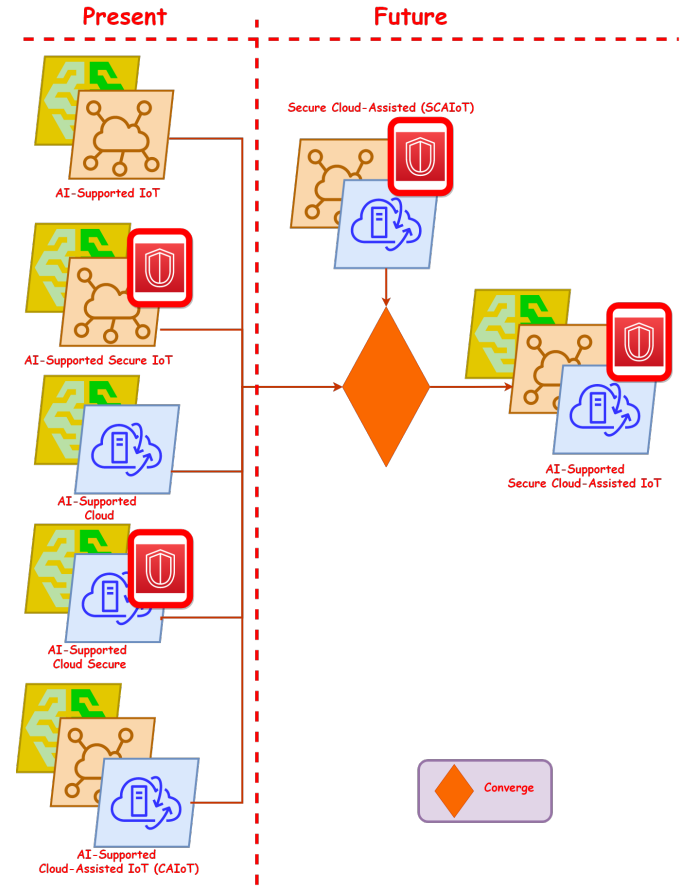 Present
Future
AI-Supported IoT
AI-Supported Secure IoT
AI-Supported
Cloud
AI-Supported
Cloud Secure
AI-Supported
Cloud-Assisted IoT (CAIoT)
Secure Cloud-Assisted (SCAIoT)
AI-Supported
Secure Cloud-Assisted IoT
Converge